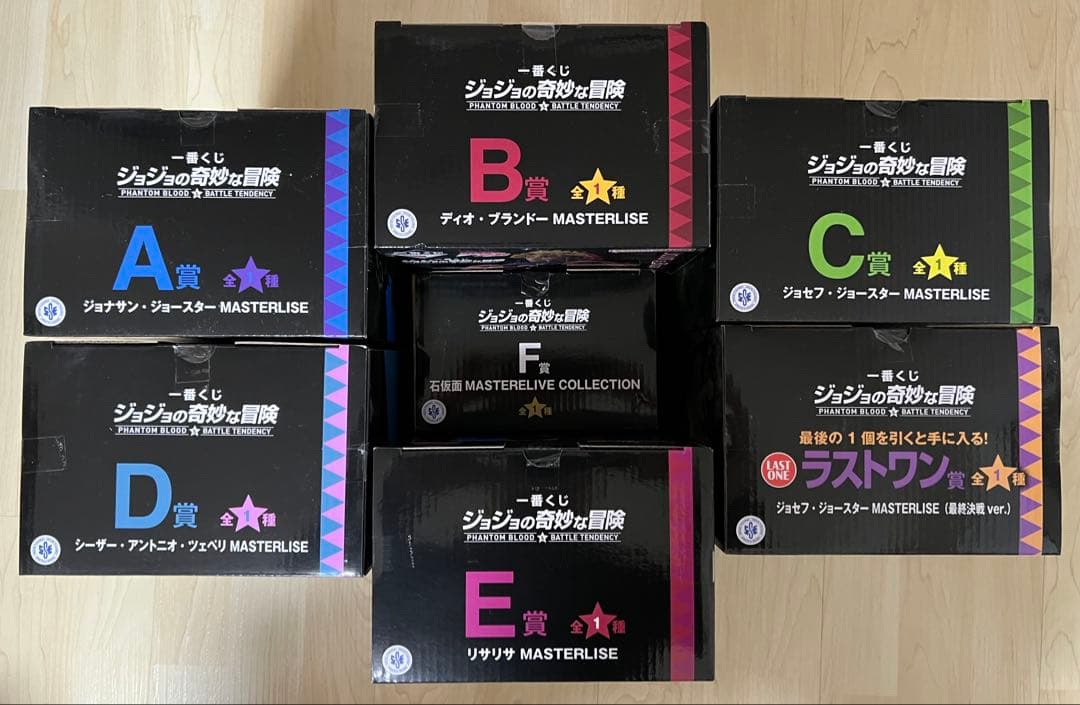 一番くじ
ジョジョの奇妙な冒険
PHANTOM BLOOD ☆ BATTLE TENDENCY
A賞 全1種
ジョナサン・ジョースター MASTERLISE
一番くじ
ジョジョの奇妙な冒険
PHANTOM BLOOD ☆ BATTLE TENDENCY
B賞 全1種
ディオ・ブランドー MASTERLISE
一番くじ
ジョジョの奇妙な冒険
PHANTOM BLOOD ☆ BATTLE TENDENCY
C賞 全1種
ジョセフ・ジョースター MASTERLISE
一番くじ
ジョジョの奇妙な冒険
PHANTOM BLOOD ☆ BATTLE TENDENCY
D賞 全1種
シーザー・アントニオ・ツェペリ MASTERLISE
一番くじ
ジョジョの奇妙な冒険
PHANTOM BLOOD ☆ BATTLE TENDENCY
F賞
石仮面 MASTERELIVE COLLECTION
全1種
一番くじ
ジョジョの奇妙な冒険
PHANTOM BLOOD ☆ BATTLE TENDENCY
最後の1個を引くと手に入る!
LAST ONE ラストワン賞 全1種
ジョセフ・ジョースター MASTERLISE (最終決戦 ver.)
一番くじ
ジョジョの奇妙な冒険
PHANTOM BLOOD ☆ BATTLE TENDENCY
E賞 全1種
リサリサ MASTERLISE